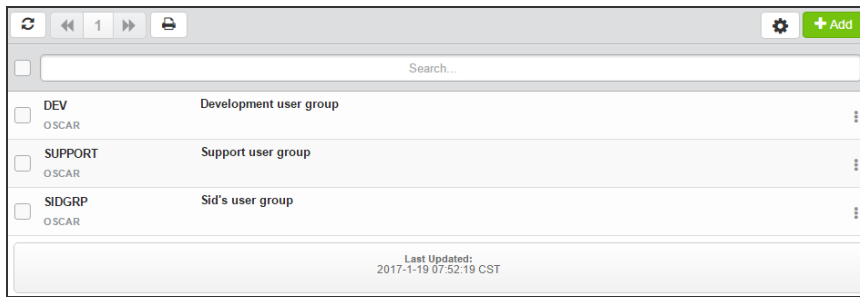 1
Add
Search...
DEV Development user group
OSCAR
SUPPORT Support user group
OSCAR
SIDGRP Sid's user group
OSCAR
Last Updated:
2017-1-19 07:52:19 CST